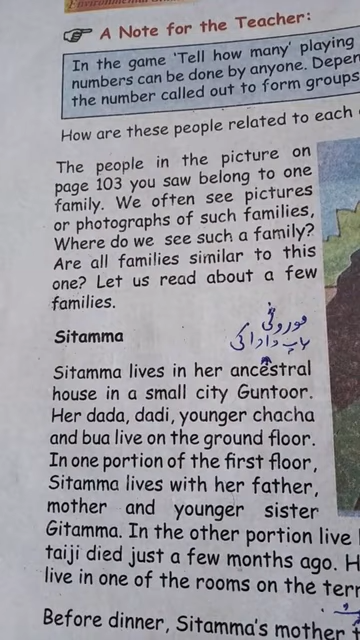 A Note for the Teacher:
In the game 'Tell how many' playing
numbers can be done by anyone. Depen
the number called out to form groups
How are these people related to each
The people in the picture on
page 103 you saw belong to one
family. We often see pictures
or photographs of such families,
Where do we see such a family?
Are all families similar to this
one? Let us read about a few
families.
موروثی
باپ دادا کی
Sitamma
Sitamma lives in her ancestral
house in a small city Guntoor.
Her dada, dadi, younger chacha
and bua live on the ground floor.
In one portion of the first floor,
Sitamma lives with her father,
mother and younger sister
Gitamma. In the other portion live
taiji died just a few months ago. H
live in one of the rooms on the terr
Before dinner, Sitamma's mother